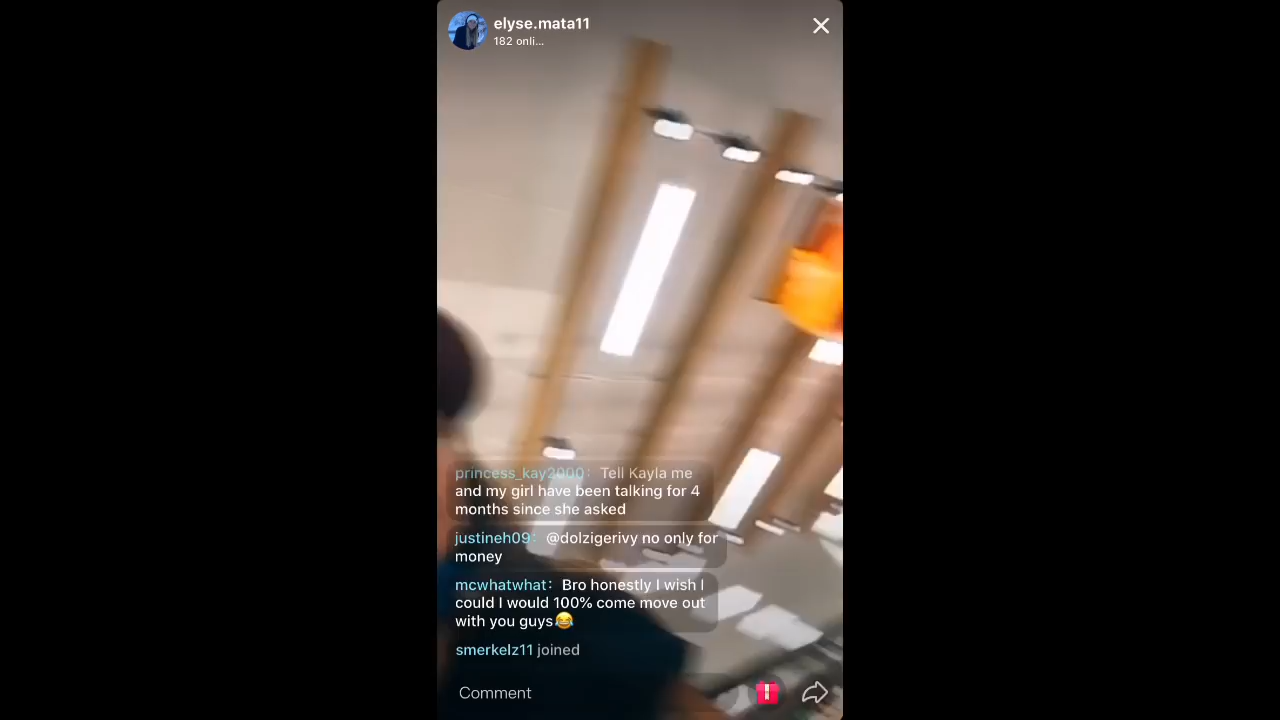 elyse.mata11
182 onli...
princess_kay2000: Tell Kayla me
and my girl have been talking for 4
months since she asked
justineh09: @dolzigerivy no only for
money
mcwhatwhat: Bro honestly I wish I
could I would 100% come move out
with you guys😂
smerkelz11 joined
Comment